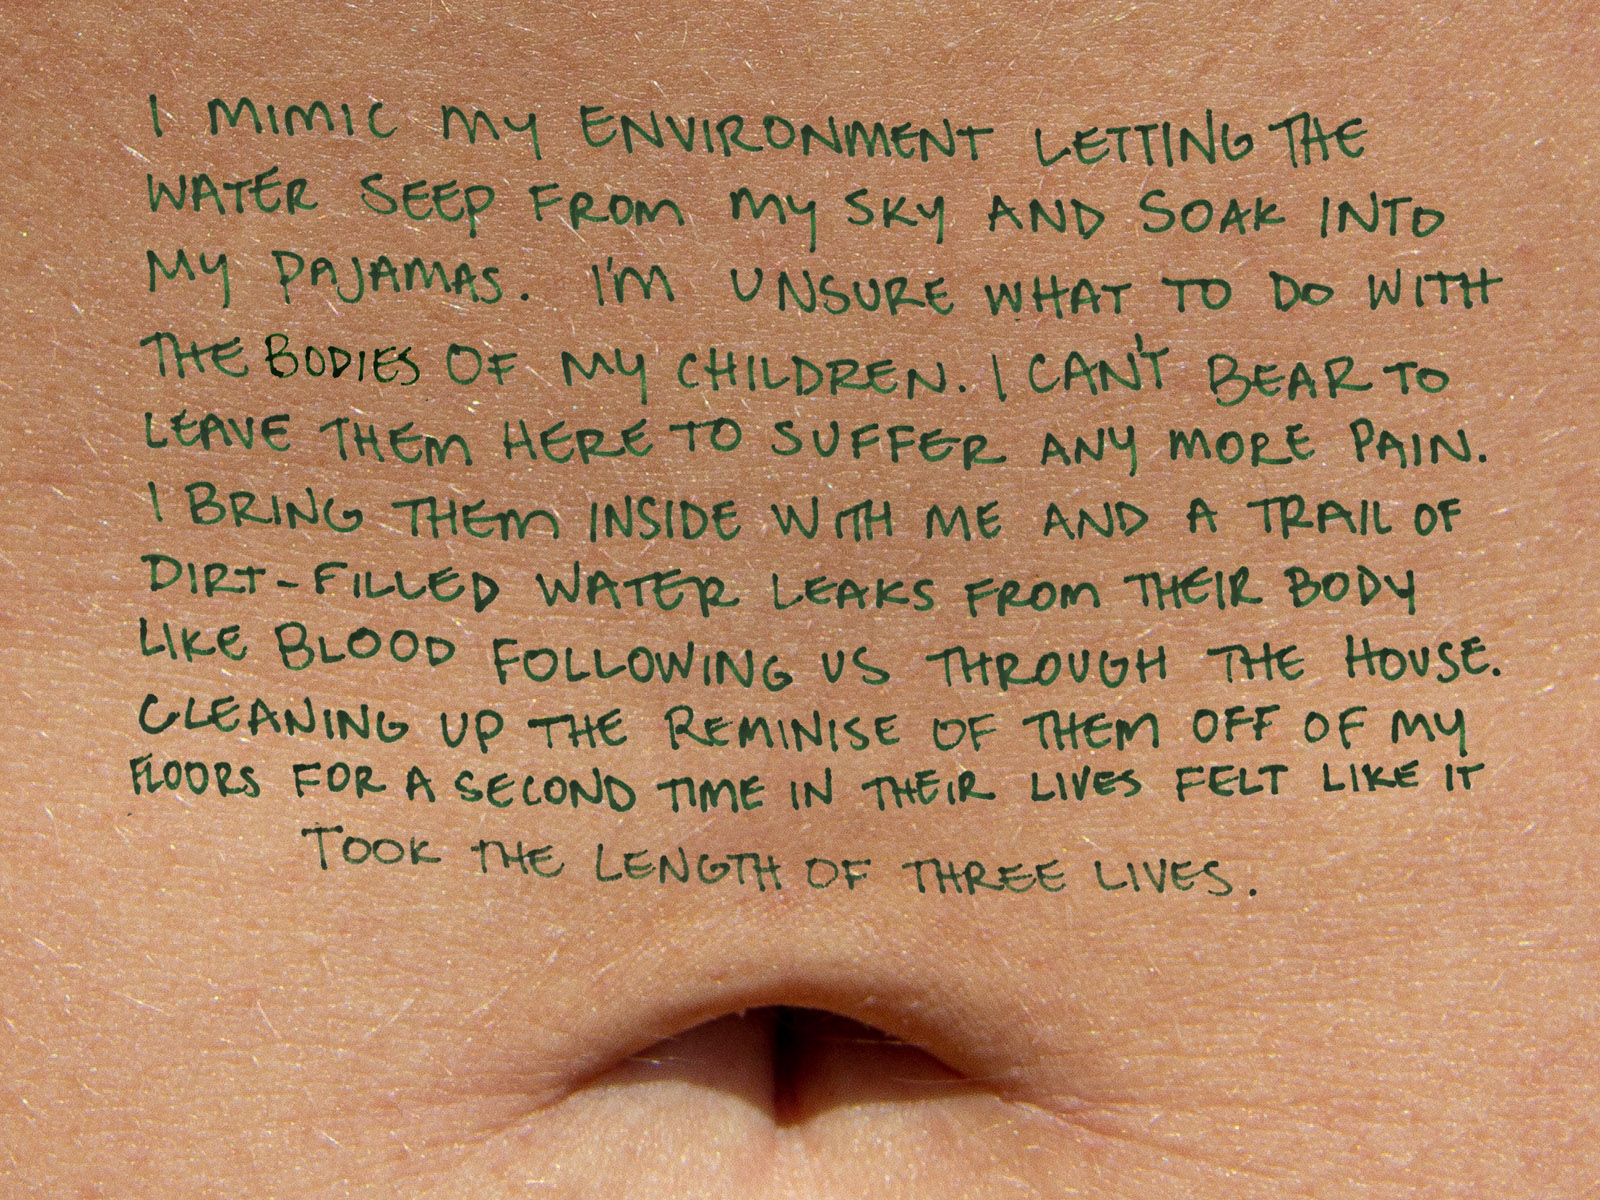 I MIMIC MY ENVIRONMENT LETTING THE
WATER SEEP FROM MY SKY AND SOAK INTO
MY PAJAMAS. I'M UNSURE WHAT TO DO WITH
THE BODIES OF MY CHILDREN. I CAN'T BEAR TO
LEAVE THEM HERE TO SUFFER ANY MORE PAIN.
I BRING THEM INSIDE WITH ME AND A TRAIL OF
DIRT-FILLED WATER LEAKS FROM THEIR BODY
LIKE BLOOD FOLLOWING US THROUGH THE HOUSE.
CLEANING UP THE REMINISE OF THEM OFF OF MY
FLOORS FOR A SECOND TIME IN THEIR LIVES FELT LIKE IT
TOOK THE LENGTH OF THREE LIVES.